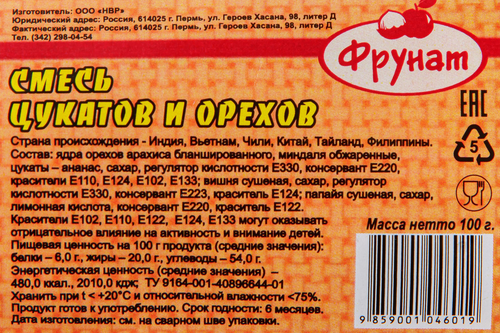 Изготовитель: ООО «НВР»
Юридический адрес: Россия, 614025 г. Пермь, ул. Героев Хасана, 98, литер Д
Фактический адрес: Россия, 614025 г. Пермь, ул. Героев Хасана, 98, литер Д
Тел. (342) 298-04-54
Фрунат
СМЕСЬ
ЦУКАТОВ И ОРЕХОВ
EAC
Страна происхождения - Индия, Вьетнам, Чили, Китай, Тайланд, Филиппины.
Состав: ядра орехов арахиса бланшированного, миндаля обжаренные,
цукаты – ананас, сахар, регулятор кислотности Е330, консервант Е220,
красители Е110, Е124, Е102, Е133; вишня сушеная, сахар, регулятор
кислотности Е330, консервант Е223, краситель Е124; папайя сушеная, сахар,
лимонная кислота, консервант Е220, краситель Е122.
Красители Е102, Е110, Е122, Е124, Е133 могут оказывать
отрицательное влияние на активность и внимание детей.
Пищевая ценность на 100 г продукта (средние значения):
белки – 6,0 г., жиры – 20,0 г., углеводы – 54,0 г.
Энергетическая ценность (средние значения) –
480,0 ккал., 2010,0 кдж; ТУ 9164-001-40896644-01
Хранить при t < +20°С и относительной влажности <75%.
Продукт готов к употреблению. Срок годности: 6 месяцев.
Дата изготовления: см. на сварном шве упаковки.
5
Масса нетто 100 г.
9 859001 046019